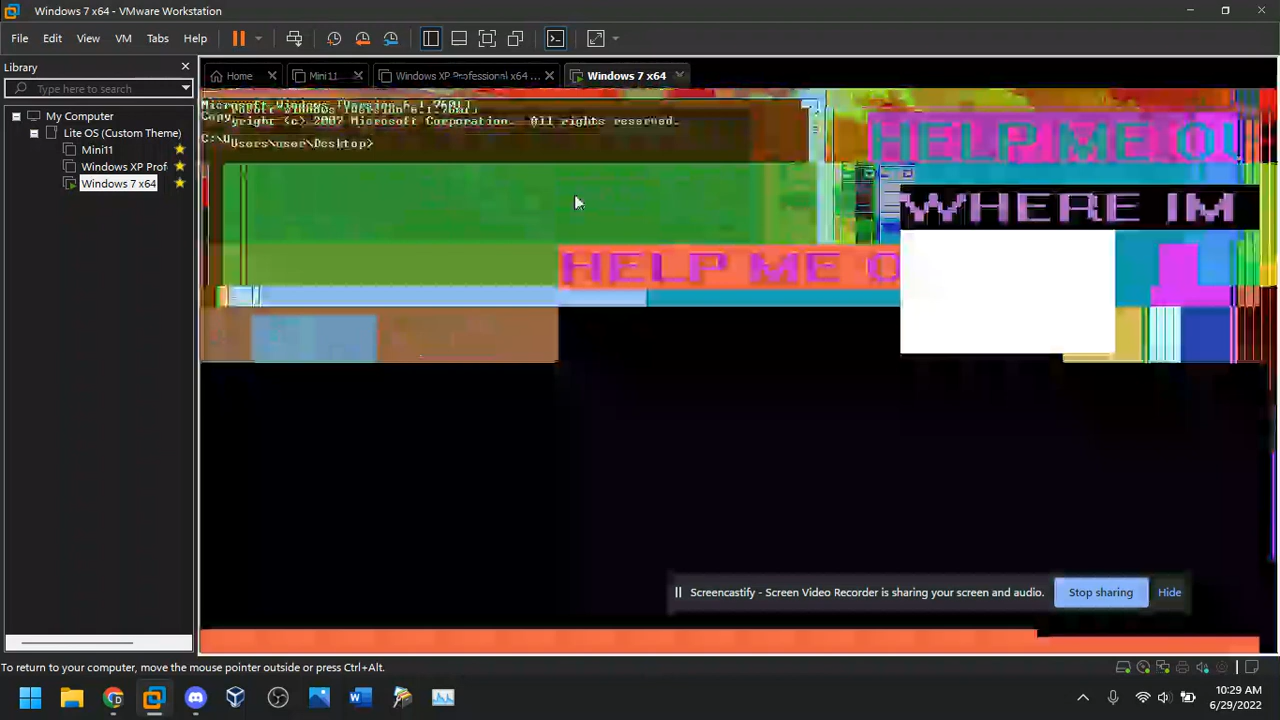 Windows 7 x64 - VMware Workstation
File Edit View VM Tabs Help
Library
Type here to search
My Computer
Lite OS (Custom Theme)
Mini11
Windows XP Prof
Windows 7 x64
Home
Mini11
Windows XP Professional x64 ...
Windows 7 x64
Microsoft Windows
Copyright (c) 2009 Microsoft Corporation. All rights reserved.
C:\Users\user\Desktop>
HELP ME OU
WHERE IM
HELP ME O
Screencastify - Screen Video Recorder is sharing your screen and audio.
Stop sharing
Hide
To return to your computer, move the mouse pointer outside or press Ctrl+Alt.
10:29 AM
6/29/2022